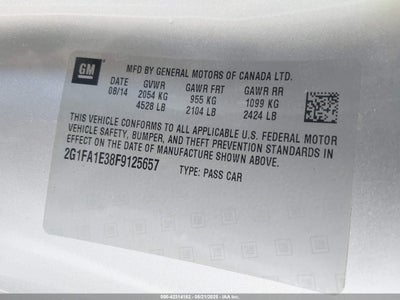 GM
MFD BY GENERAL MOTORS OF CANADA LTD.
DATE GVWR GAWR FRT GAWR RR
08/14 2054 KG 955 KG 1099 KG
4528 LB 2104 LB 2424 LB
THIS VEHICLE CONFORMS TO ALL APPLICABLE U.S. FEDERAL MOTOR
VEHICLE SAFETY, BUMPER, AND THEFT PREVENTION STANDARDS
IN EFFECT ON THE DATE OF MANUFACTURE SHOWN ABOVE.
2G1FA1E38F9125657 TYPE: PASS CAR